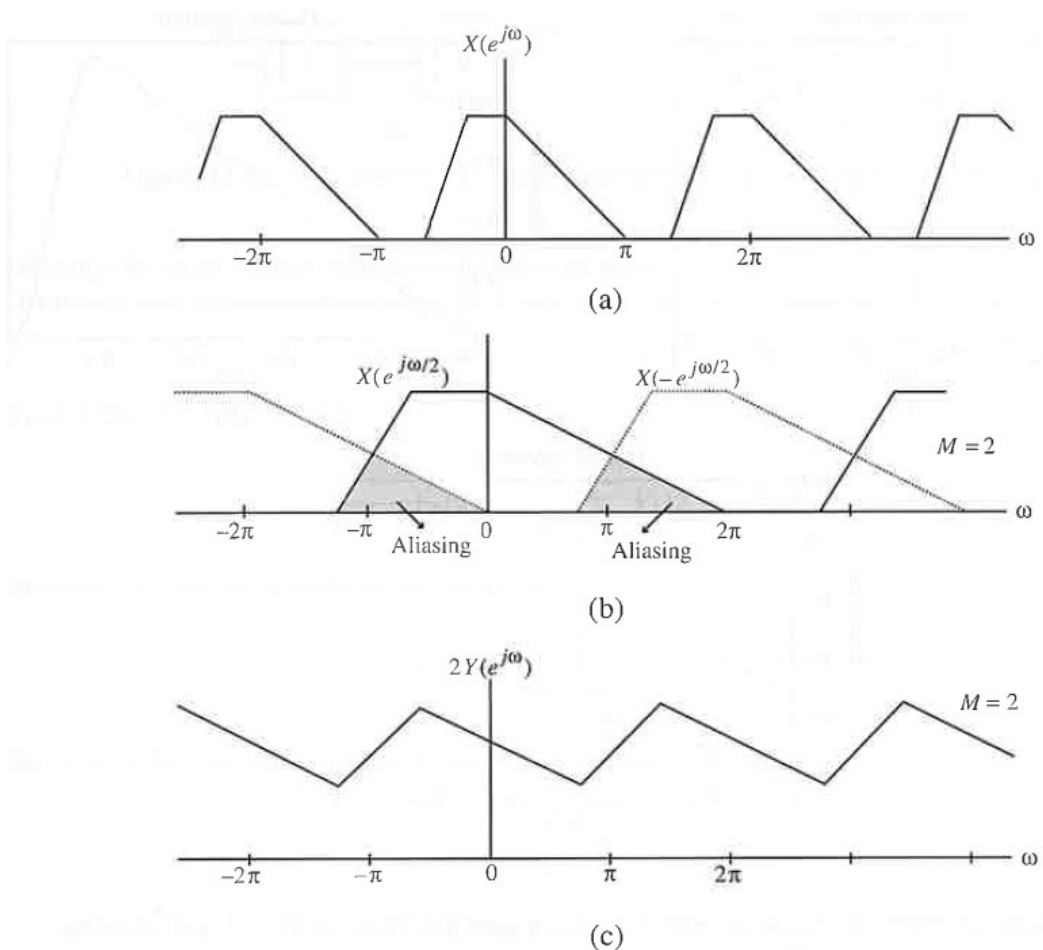 X(e^{jω})
−2π −π 0 π 2π ω
(a)
X(e^{jω/2}) X(−e^{jω/2})
M = 2
−2π −π 0 π 2π ω
Aliasing Aliasing
(b)
2Y(e^{jω})
M = 2
−2π −π 0 π 2π ω
(c)